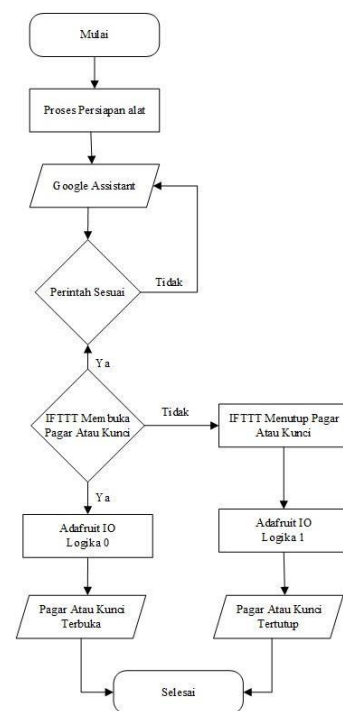 Mulai
Proses Persiapan alat
Google Assistant
Tidak
Perintah Sesuai
Ya
IFTTT Membuka
Pagar Atau Kunci
Tidak
IFTTT Menutup Pagar
Atau Kunci
Ya
Adafruit IO
Logika 0
Adafruit IO
Logika 1
Pagar Atau Kunci
Terbuka
Pagar Atau Kunci
Tertutup
Selesai